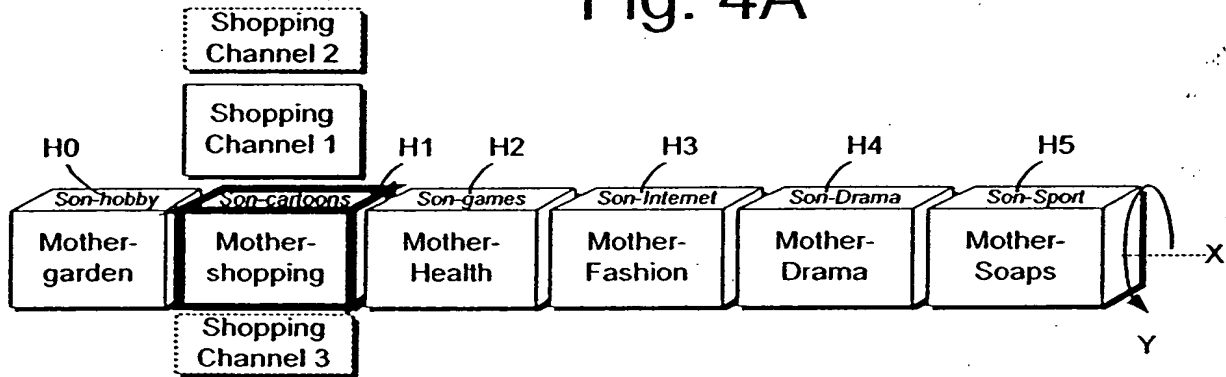 Fig. 4A
Shopping
Channel 2
Shopping
Channel 1
H0
H1
H2
H3
H4
H5
Son-hobby
Son-cartoons
Son-games
Son-Internet
Son-Drama
Son-Sport
Mother-
garden
Mother-
shopping
Mother-
Health
Mother-
Fashion
Mother-
Drama
Mother-
Soaps
X
Y
Shopping
Channel 3